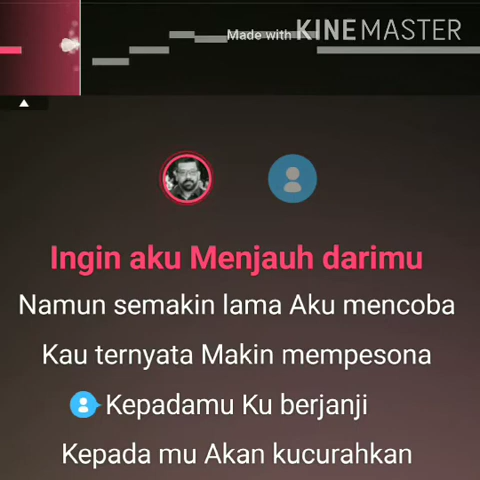 Made with KINEMASTER
Ingin aku Menjauh darimu
Namun semakin lama Aku mencoba
Kau ternyata Makin mempesona
Kepadamu Ku berjanji
Kepada mu Akan kucurahkan